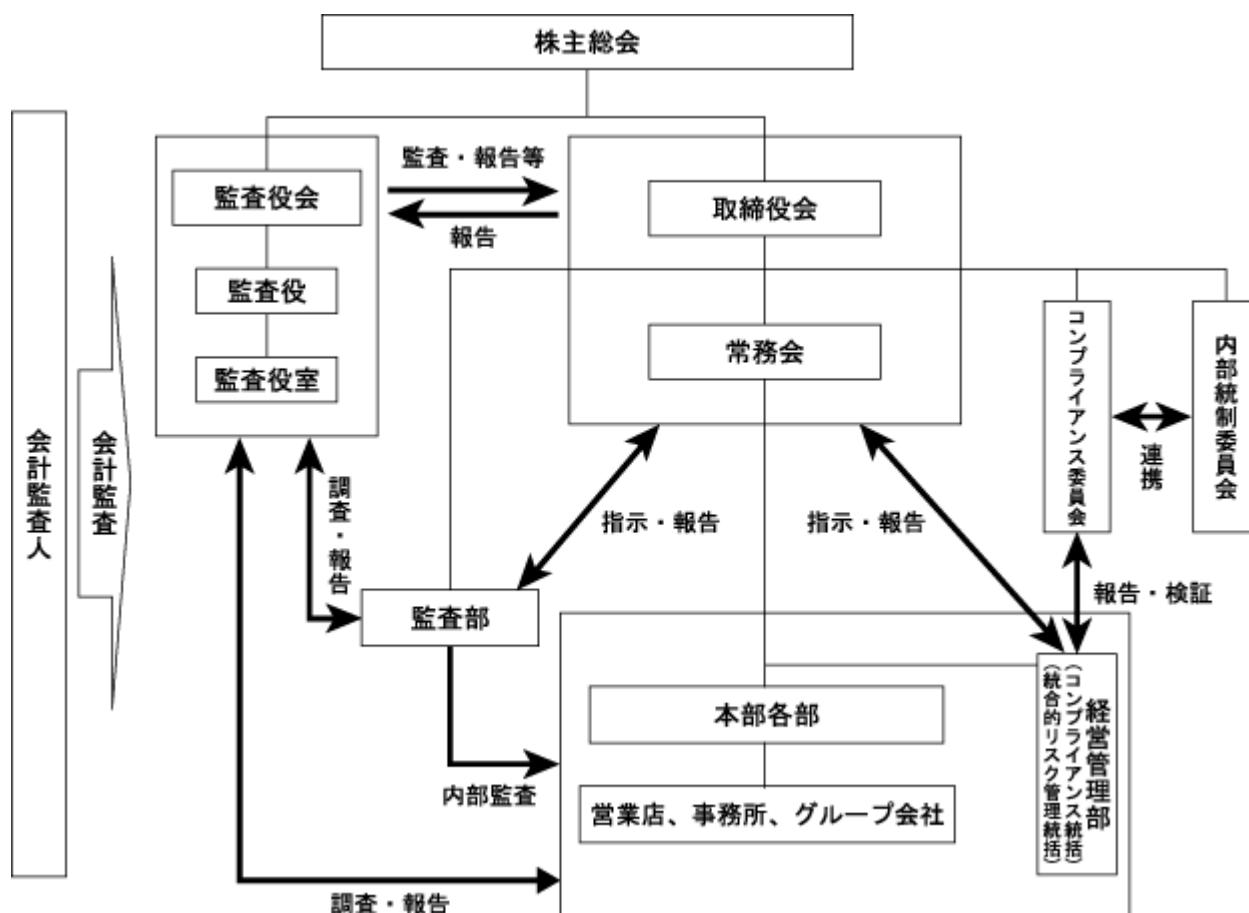 株主総会
会計監査人
会計監査
監査役会
監査役
監査役室
監査・報告等
報告
取締役会
常務会
コンプライアンス委員会
内部統制委員会
連携
調査・報告
指示・報告
指示・報告
報告・検証
監査部
内部監査
本部各部
営業店、事務所、グループ会社
経営管理部
(コンプライアンス統括)
(統合的リスク管理統括)
調査・報告